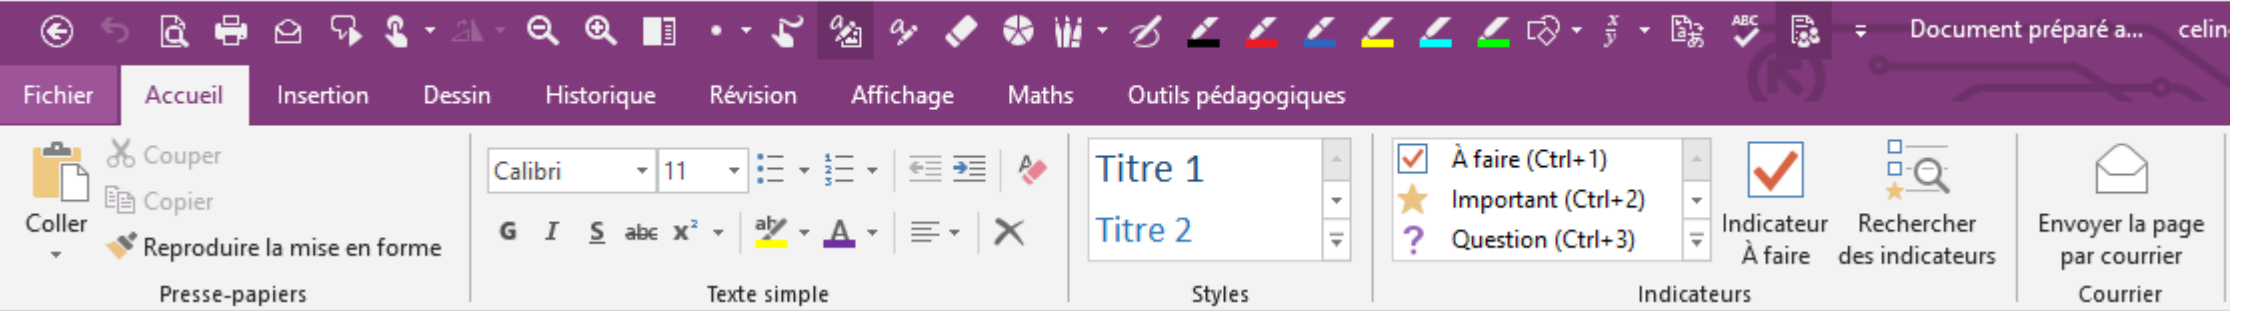 ABC
Document préparé a... celin
Fichier Accueil Insertion Dessin Historique Révision Affichage Maths Outils pédagogiques
Coller
Couper
Copier
Reproduire la mise en forme
Presse-papiers
Calibri 11
G I S abc x²
ab A
Texte simple
Titre 1
Titre 2
Styles
À faire (Ctrl+1)
Important (Ctrl+2)
Question (Ctrl+3)
Indicateur
À faire
Rechercher
des indicateurs
Indicateurs
Envoyer la page
par courrier
Courrier